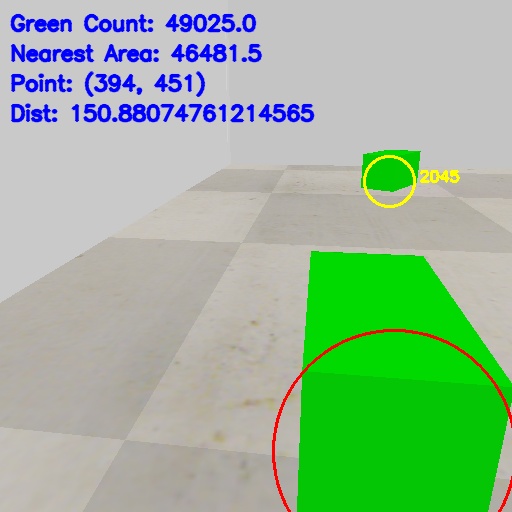 Green Count: 49025.0
Nearest Area: 46481.5
Point: (394, 451)
Dist: 150.88074761214565
2045